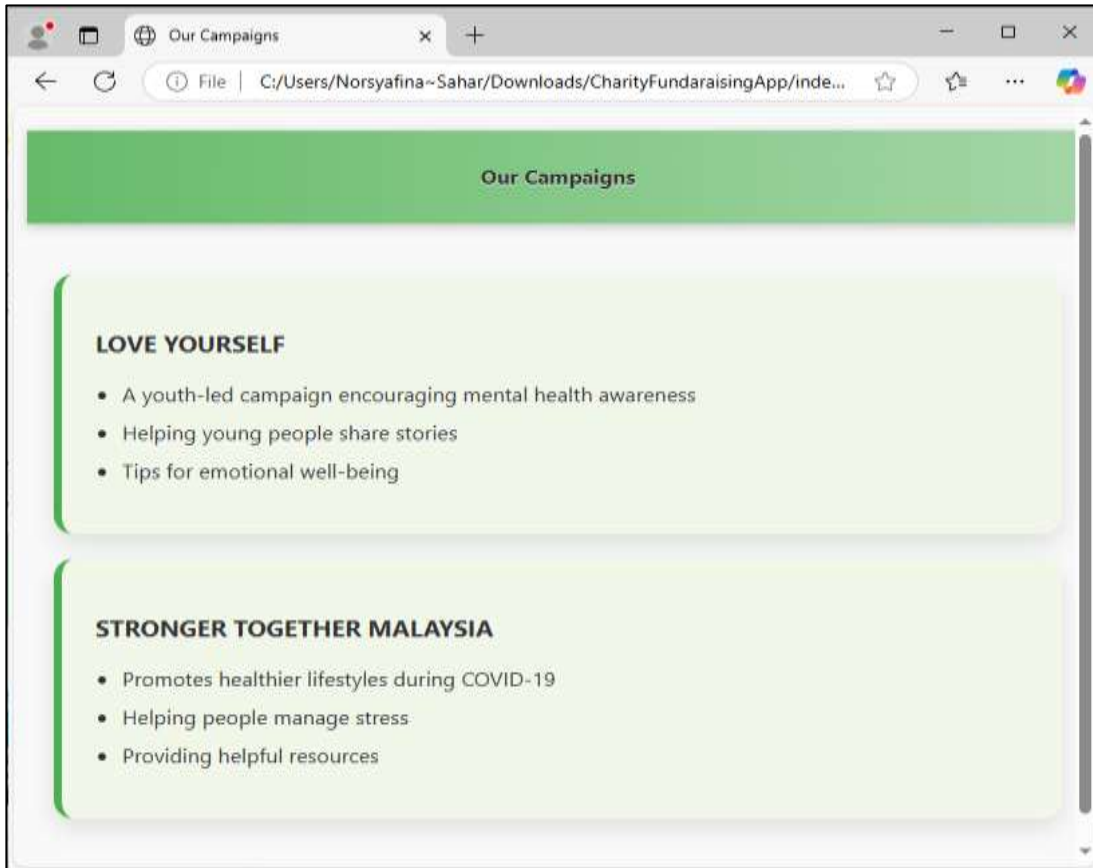 Our Campaigns
File | C:/Users/Norsyafina~Sahar/Downloads/CharityFundaraisingApp/inde...
Our Campaigns
LOVE YOURSELF
• A youth-led campaign encouraging mental health awareness
• Helping young people share stories
• Tips for emotional well-being
STRONGER TOGETHER MALAYSIA
• Promotes healthier lifestyles during COVID-19
• Helping people manage stress
• Providing helpful resources